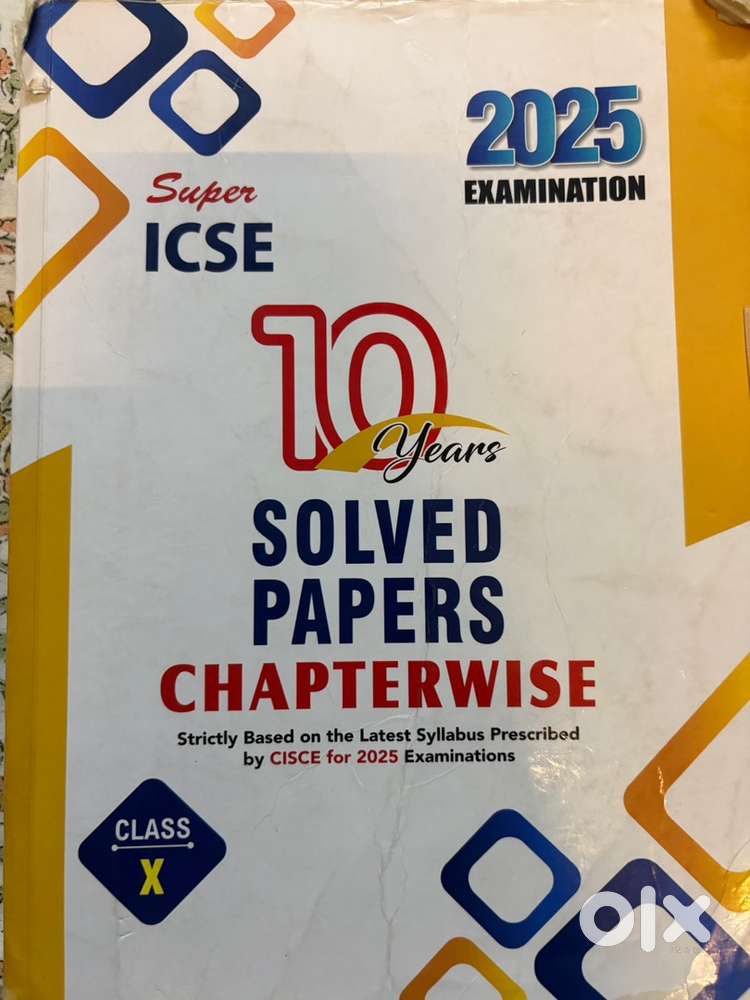 2025
EXAMINATION
Super
ICSE
10
Years
SOLVED
PAPERS
CHAPTERWISE
Strictly Based on the Latest Syllabus Prescribed
by CISCE for 2025 Examinations
CLASS
X
olx